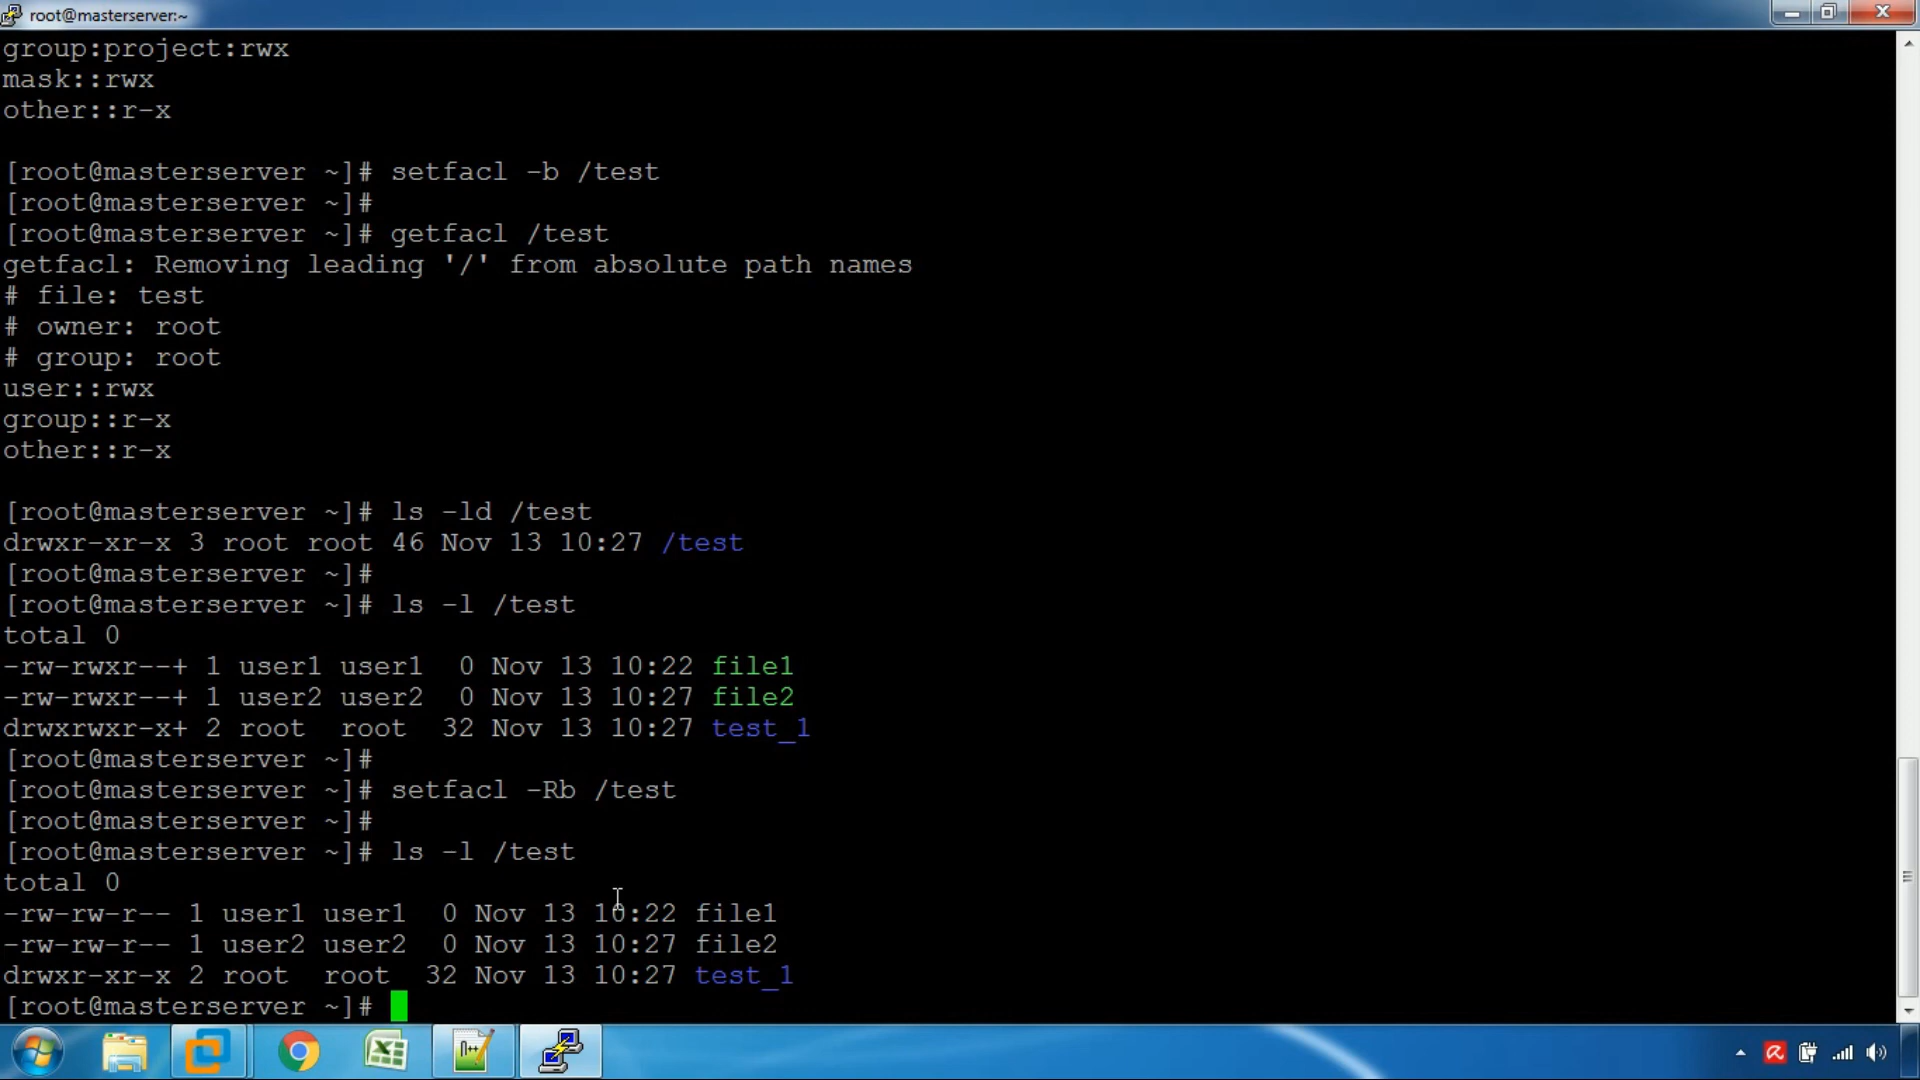 root@masterserver:~
group:project:rwx
mask::rwx
other::r-x
[root@masterserver ~]# setfacl -b /test
[root@masterserver ~]#
[root@masterserver ~]# getfacl /test
getfacl: Removing leading '/' from absolute path names
# file: test
# owner: root
# group: root
user::rwx
group::r-x
other::r-x
[root@masterserver ~]# ls -ld /test
drwxr-xr-x 3 root root 46 Nov 13 10:27 /test
[root@masterserver ~]#
[root@masterserver ~]# ls -l /test
total 0
-rw-rwxr--+ 1 user1 user1  0 Nov 13 10:22 file1
-rw-rwxr--+ 1 user2 user2  0 Nov 13 10:27 file2
drwxrwxr-x+ 2 root  root  32 Nov 13 10:27 test_1
[root@masterserver ~]#
[root@masterserver ~]# setfacl -Rb /test
[root@masterserver ~]#
[root@masterserver ~]# ls -l /test
total 0
-rw-rw-r-- 1 user1 user1  0 Nov 13 10:22 file1
-rw-rw-r-- 1 user2 user2  0 Nov 13 10:27 file2
drwxr-xr-x 2 root  root  32 Nov 13 10:27 test_1
[root@masterserver ~]#